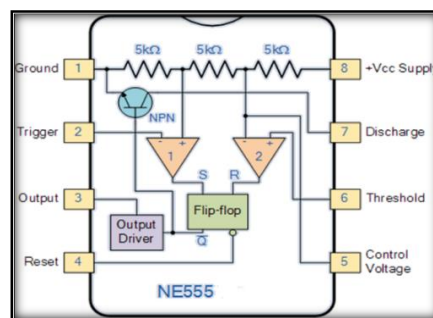 5kΩ 5kΩ 5kΩ
Ground 1
8 +Vcc Supply
NPN
Trigger 2
7 Discharge
- + - +
1 2
S R
Output 3
6 Threshold
Flip-flop
Output
Driver
Q̅
Reset 4
5 Control
Voltage
NE555